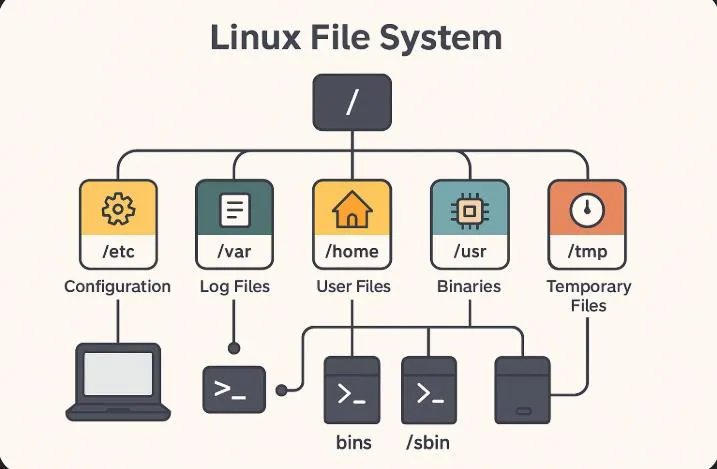 Linux File System
/
/etc
/var
/home
/usr
/tmp
Configuration
Log Files
User Files
Binaries
Temporary
Files
>_
>_
>_
bins
/sbin